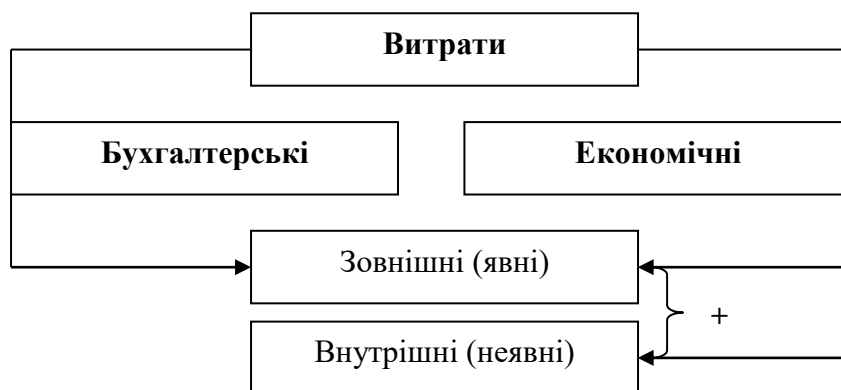 Витрати
Бухгалтерські
Економічні
Зовнішні (явні)
+
Внутрішні (неявні)